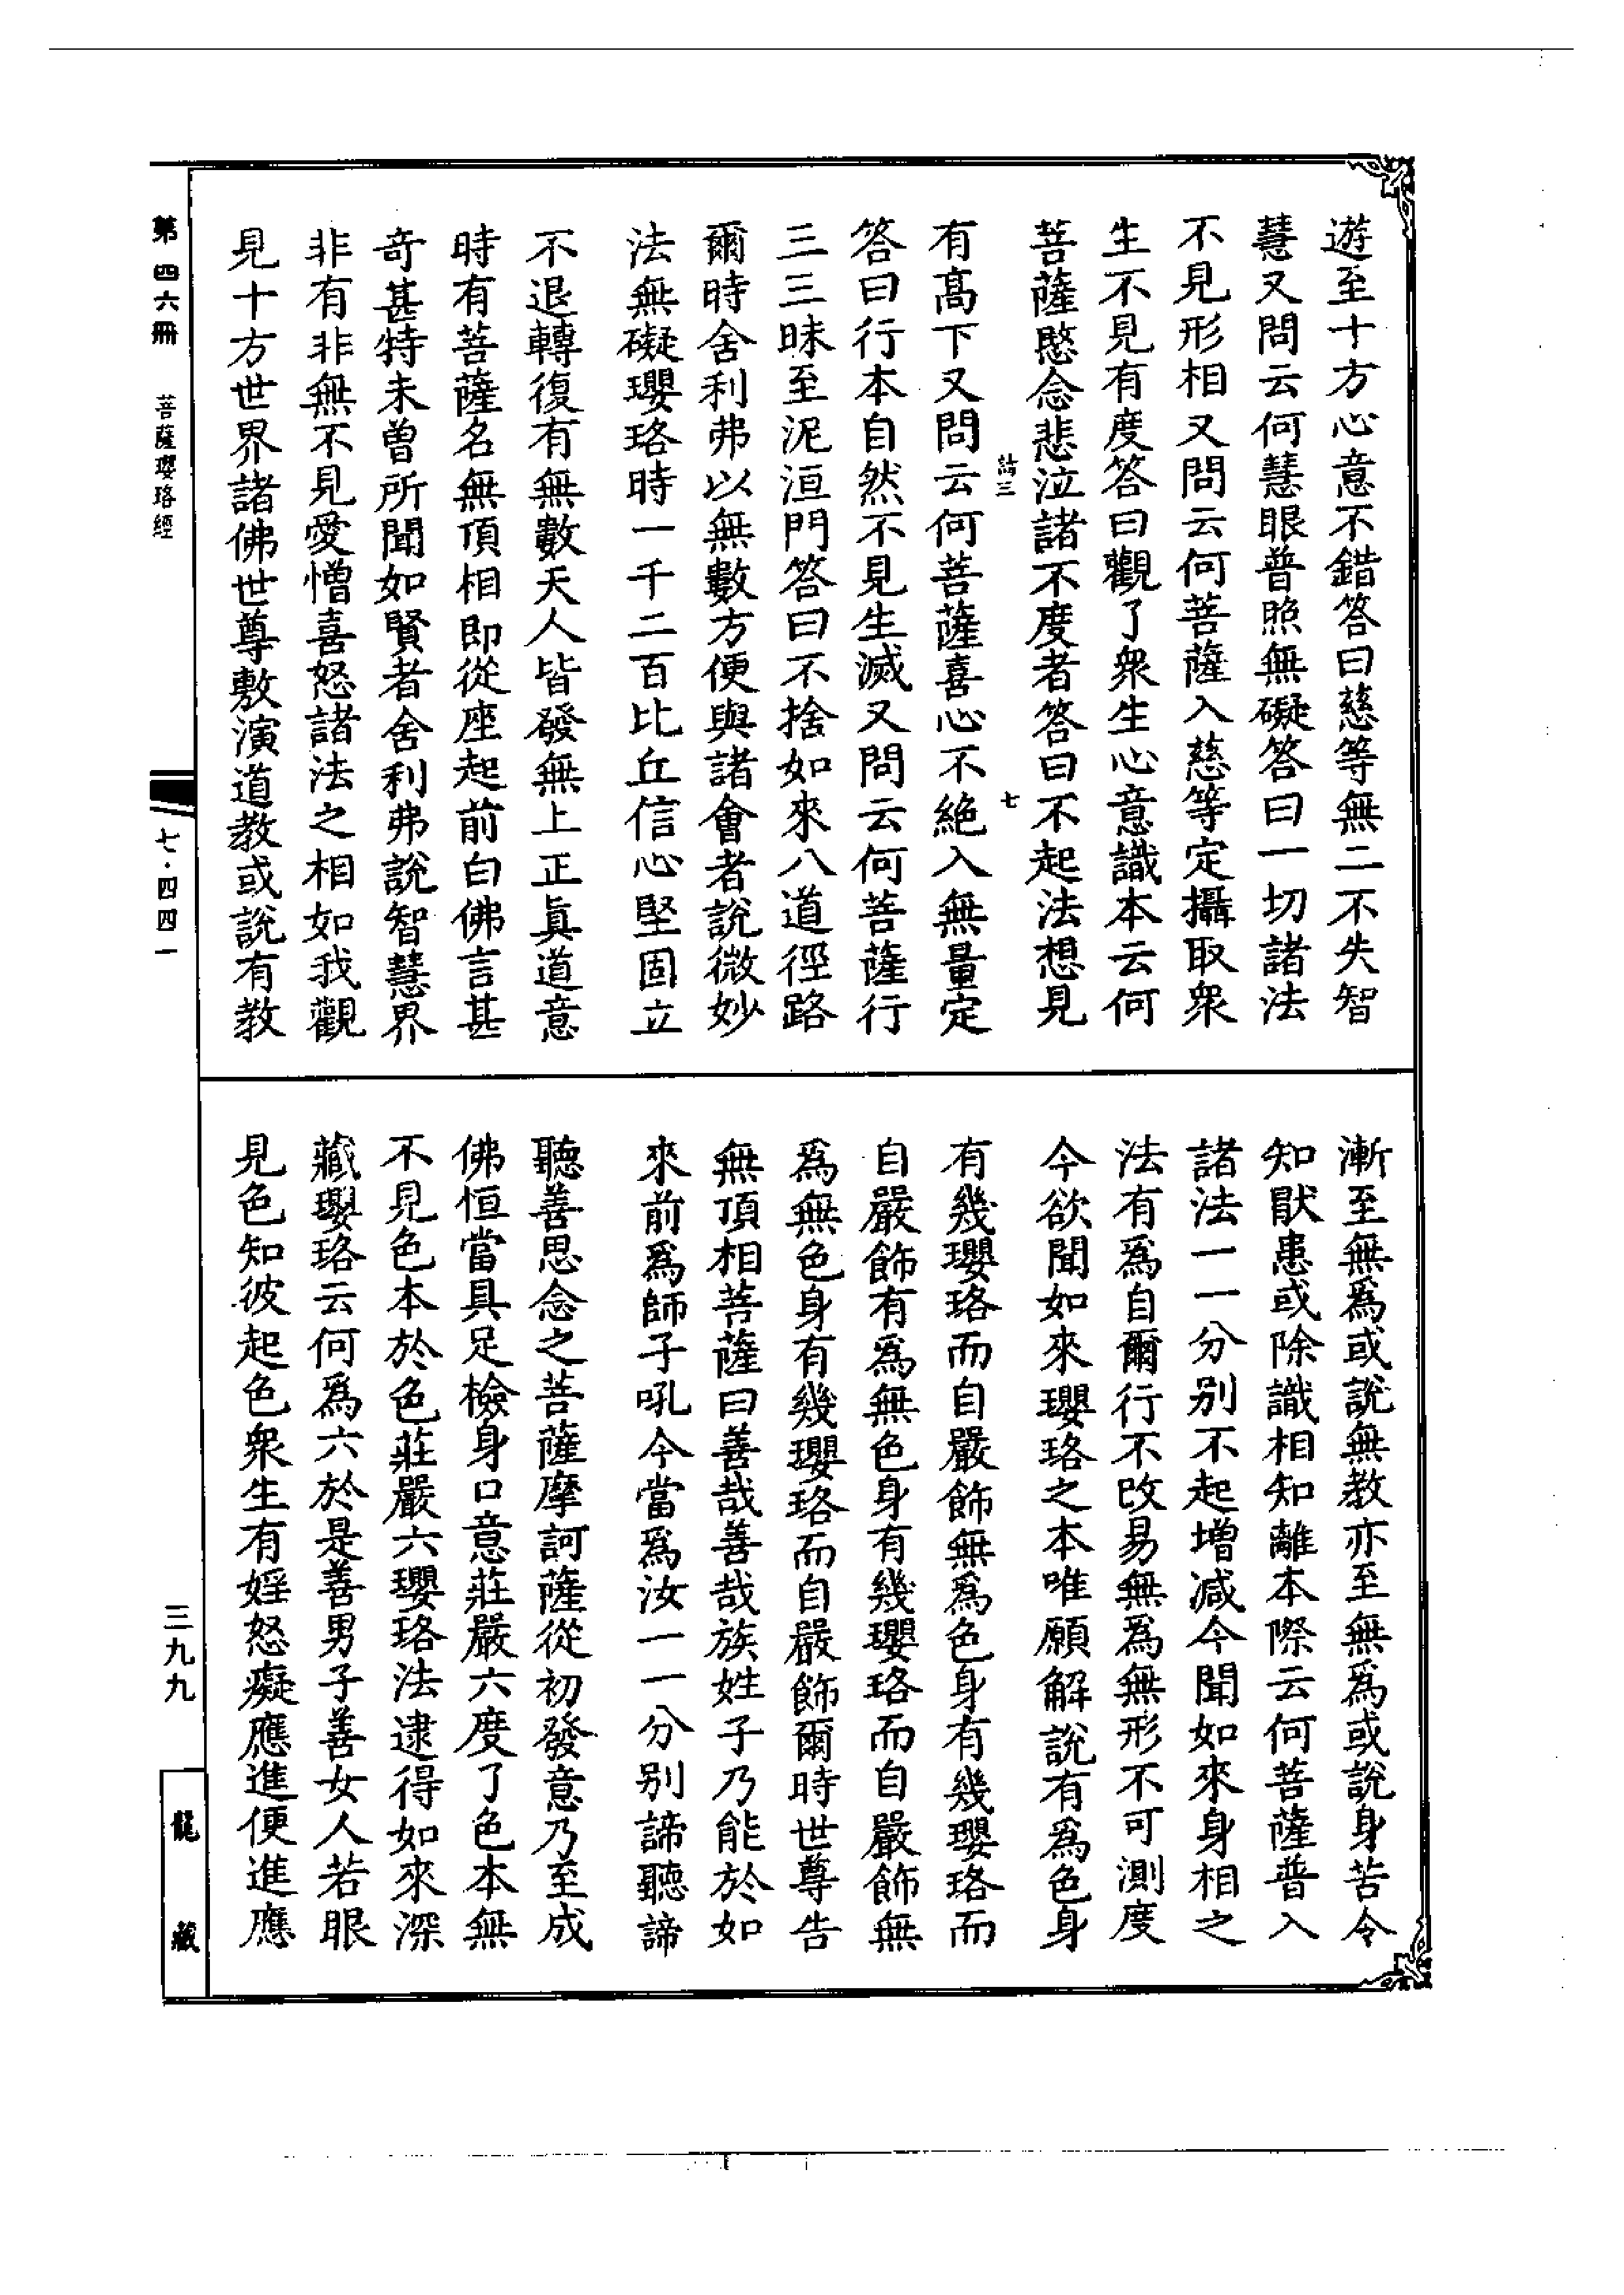 遊至十方心意不錯答曰慈等無二不失智
慧又問云何慧眼普照無礙答曰一切諸法
不見形相又問云何菩薩入慈等定攝取衆
生不見有度答曰觀了衆生心意識本云何
菩薩愍念悲泣諸不度者答曰不起法想見
七
有高下又問云何菩薩喜心不絕入無量定
答曰行本自然不見生滅又問云何菩薩行
三三昧至泥洹門答曰不捨如來八道徑路
爾時舍利弗以無數方便與諸會者說微妙
法無礙瓔珞時一千二百比丘信心堅固立
不退轉復有無數天人皆發無上正眞道意
時有菩薩名無頂相即從座起前白佛言甚
奇甚特未曾所聞如賢者舍利弗說智慧界
非有非無不見愛憎喜怒諸法之相如我觀
見十方世界諸佛世尊敷演道教或說有教
漸至無爲或說無教亦至無爲或說身苦令
知猒患或除識相知離本際云何菩薩普入
諸法一一分別不起增減今聞如來身相之
法有爲自爾行不改易無爲無形不可測度
今欲聞如來瓔珞之本唯願解說有爲色身
有幾瓔珞而自嚴飾無爲色身有幾瓔珞而
自嚴飾有爲無色身有幾瓔珞而自嚴飾無
爲無色身有幾瓔珞而自嚴飾爾時世尊告
無頂相菩薩曰善哉善哉族姓子乃能於如
來前爲師子吼今當爲汝一一分別諦聽諦
聽善思念之菩薩摩訶薩從初發意乃至成
佛恒當具足檢身口意莊嚴六度了色本無
不見色本於色莊嚴六瓔珞法逮得如來深
藏瓔珞云何爲六於是善男子善女人若眼
見色知彼起色衆生有婬怒癡應進便進應
第四六冊
菩薩瓔珞經
七·四四一
三九九
龍藏